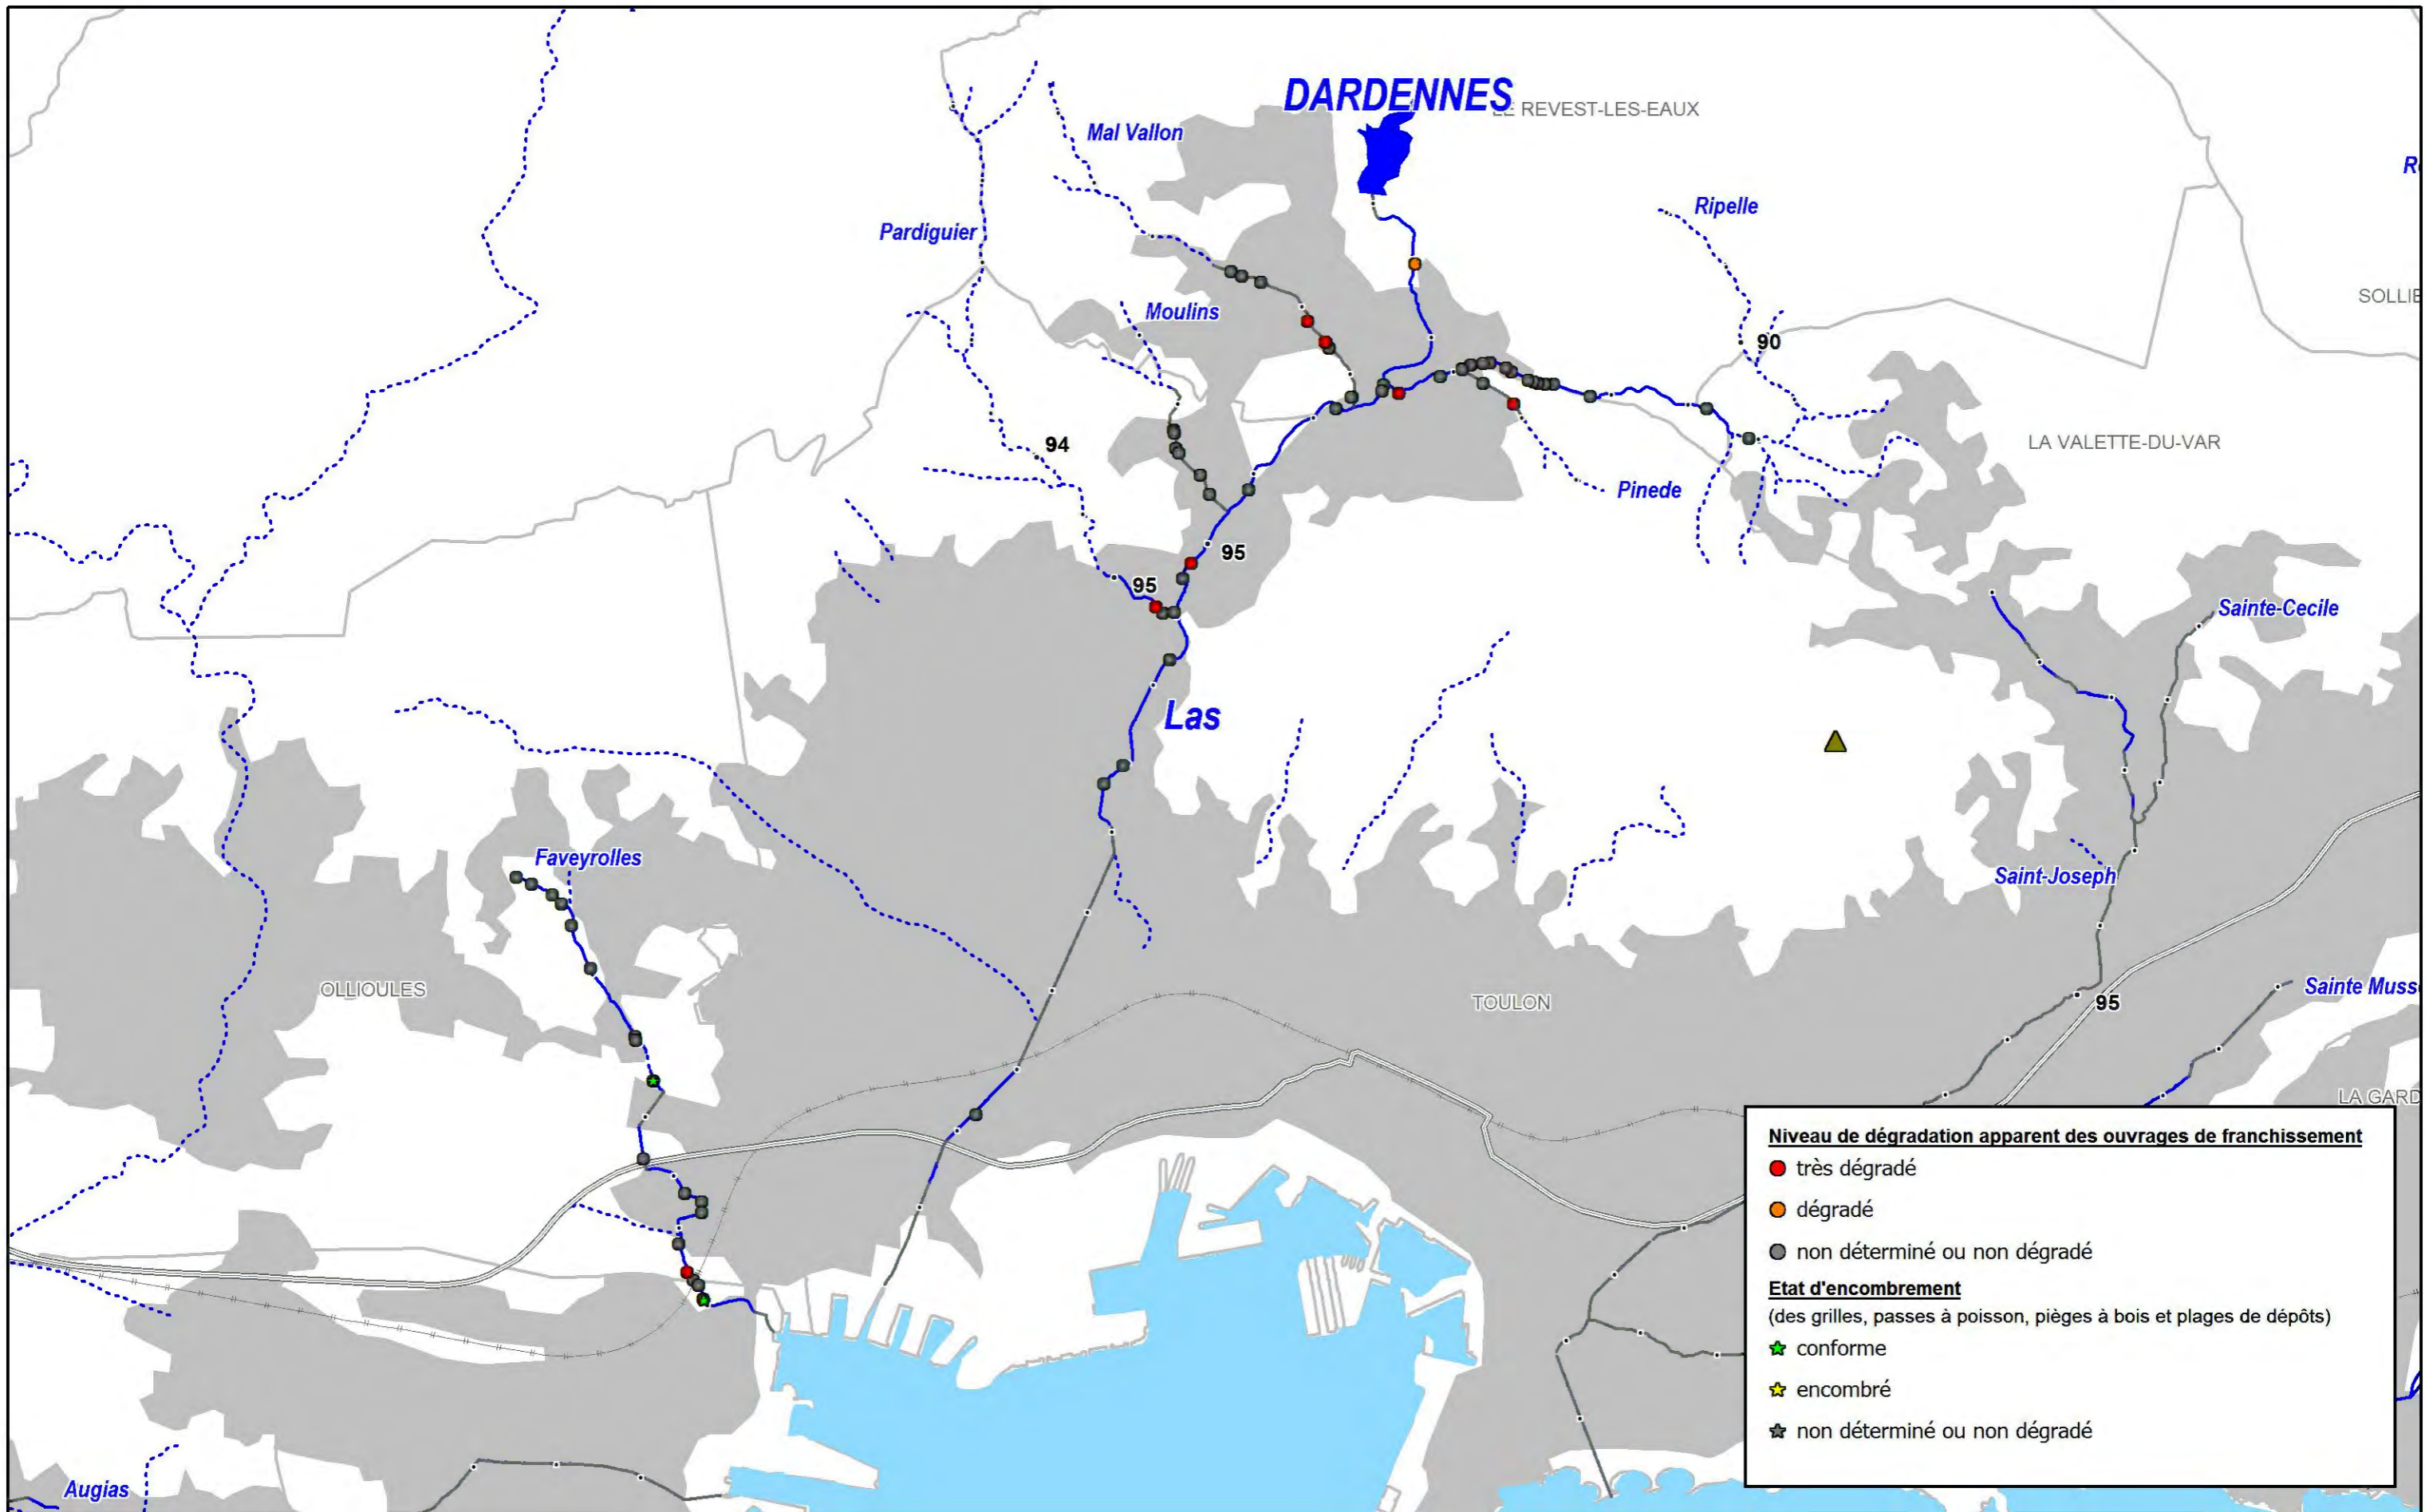 DARDENNES
LE REVEST-LES-EAUX
Mal Vallon
Ripelle
Pardiguier
SOLLIE
Moulins
90
94
LA VALETTE-DU-VAR
Pinede
95
95
Sainte-Cecile
Las
Faveyrolles
Saint-Joseph
OLLIOULES
TOULON
Sainte Muss
95
LA GARD
Niveau de dégradation apparent des ouvrages de franchissement
très dégradé
dégradé
non déterminé ou non dégradé
Etat d'encombrement
(des grilles, passes à poisson, pièges à bois et plages de dépôts)
conforme
encombré
non déterminé ou non dégradé
Augias